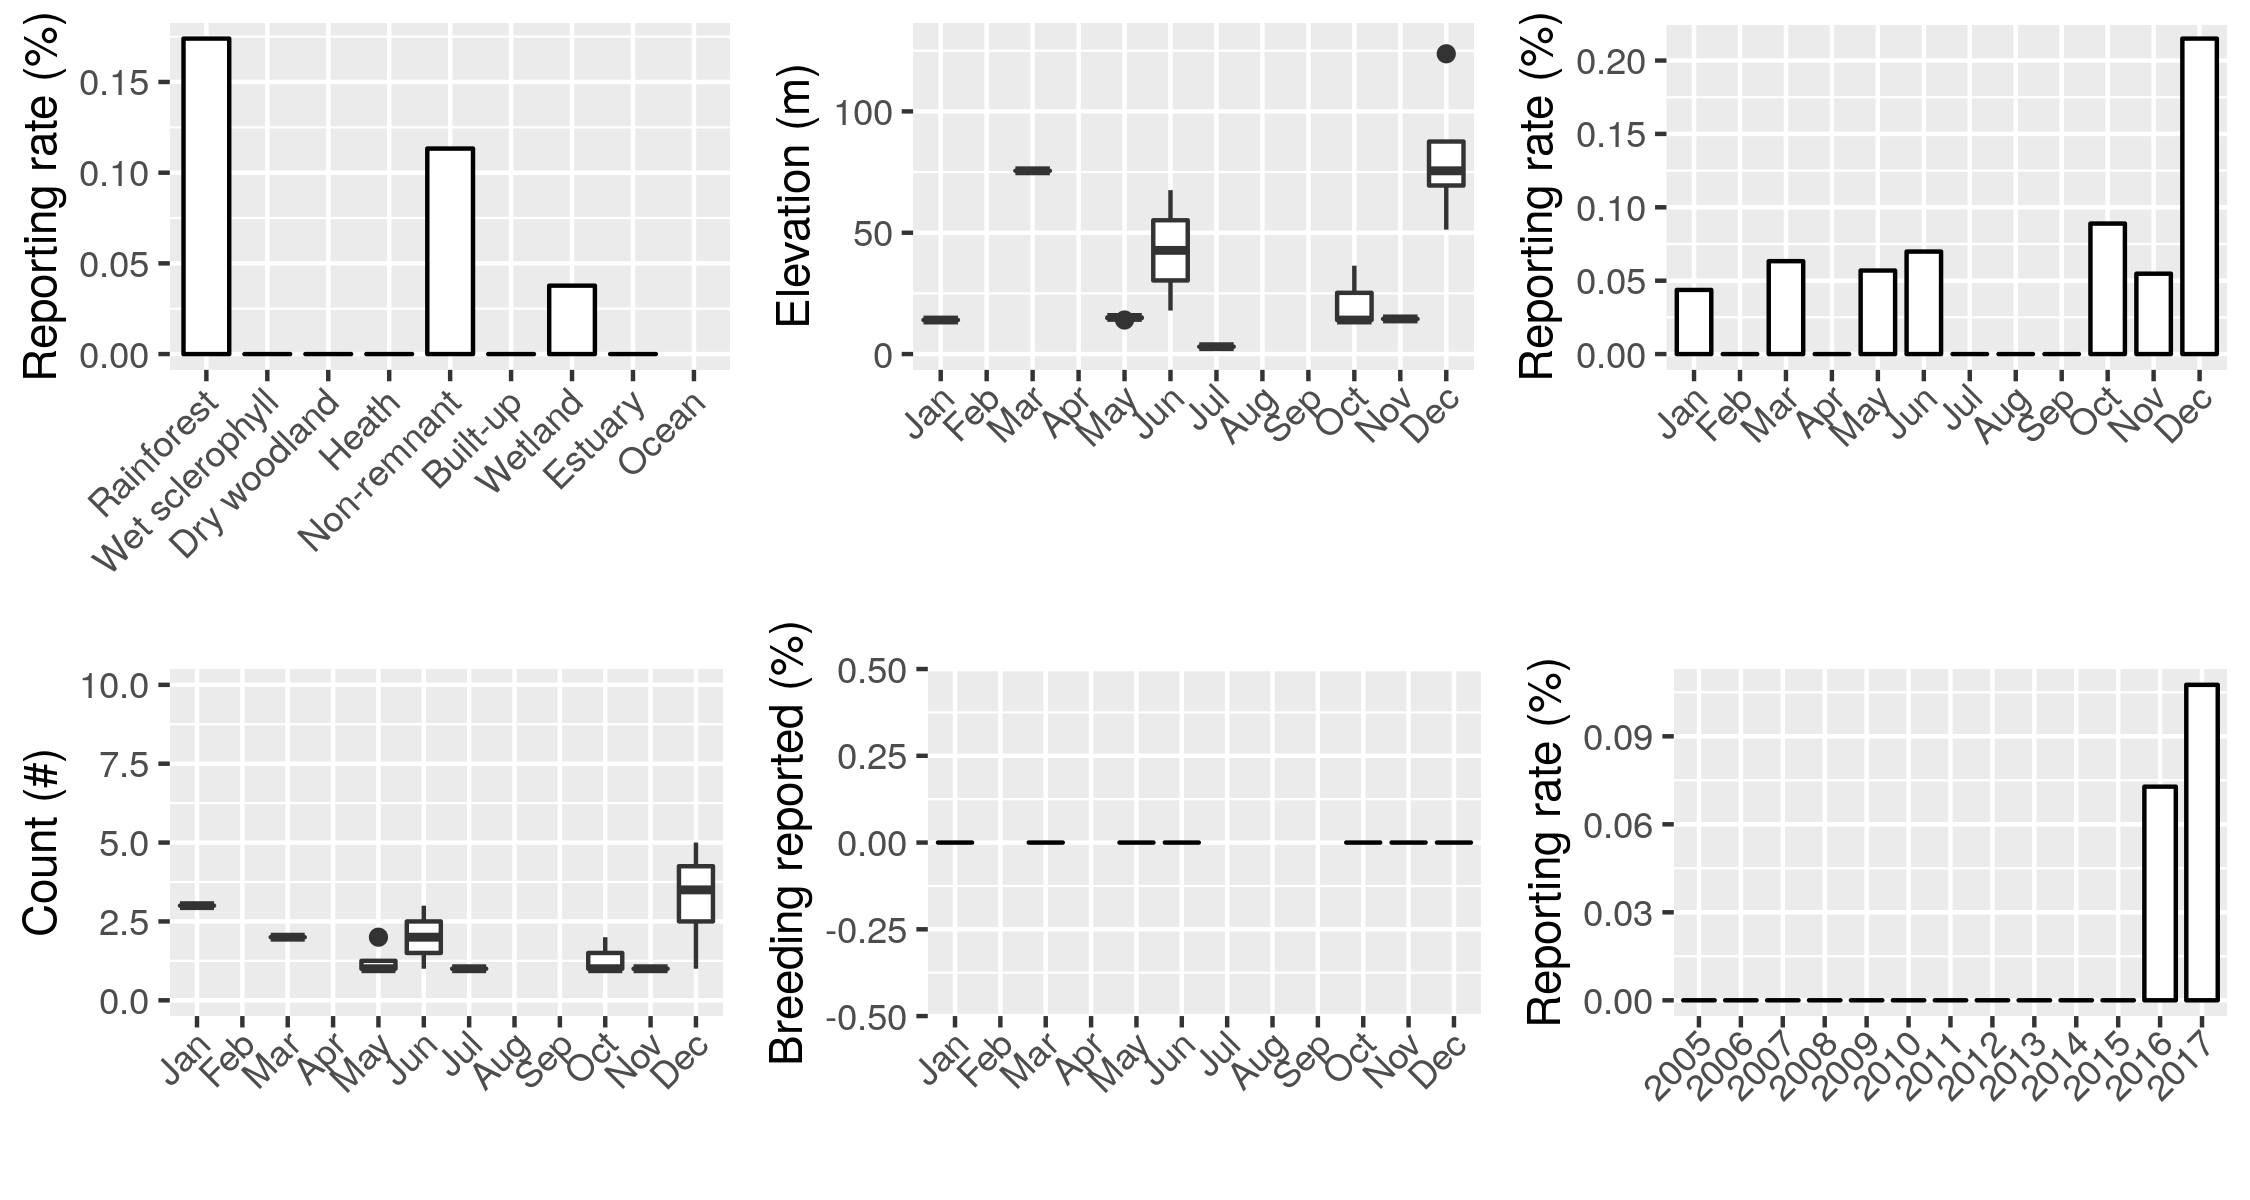 Reporting rate (%)
0.15
0.10
0.05
0.00
Rainforest
Wet sclerophyll
Dry woodland
Heath
Non-remnant
Built-up
Wetland
Estuary
Ocean
Elevation (m)
100
50
0
Jan
Feb
Mar
Apr
May
Jun
Jul
Aug
Sep
Oct
Nov
Dec
Reporting rate (%)
0.20
0.15
0.10
0.05
0.00
Jan
Feb
Mar
Apr
May
Jun
Jul
Aug
Sep
Oct
Nov
Dec
Count (#)
10.0
7.5
5.0
2.5
0.0
Jan
Feb
Mar
Apr
May
Jun
Jul
Aug
Sep
Oct
Nov
Dec
Breeding reported (%)
0.50
0.25
0.00
-0.25
-0.50
Jan
Feb
Mar
Apr
May
Jun
Jul
Aug
Sep
Oct
Nov
Dec
Reporting rate (%)
0.09
0.06
0.03
0.00
2005
2006
2007
2008
2009
2010
2011
2012
2013
2014
2015
2016
2017